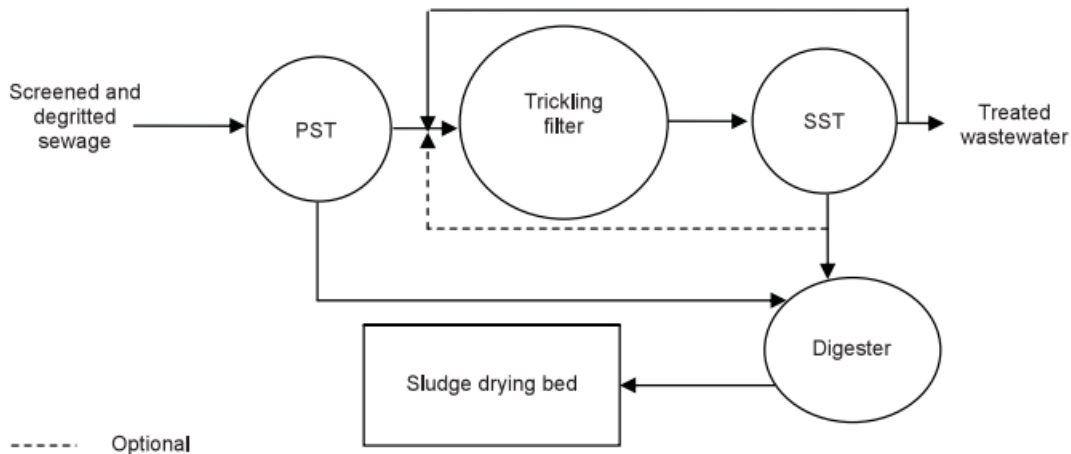 Screened and
degritted
sewage
PST
Trickling
filter
SST
Treated
wastewater
Digester
Sludge drying bed
Optional